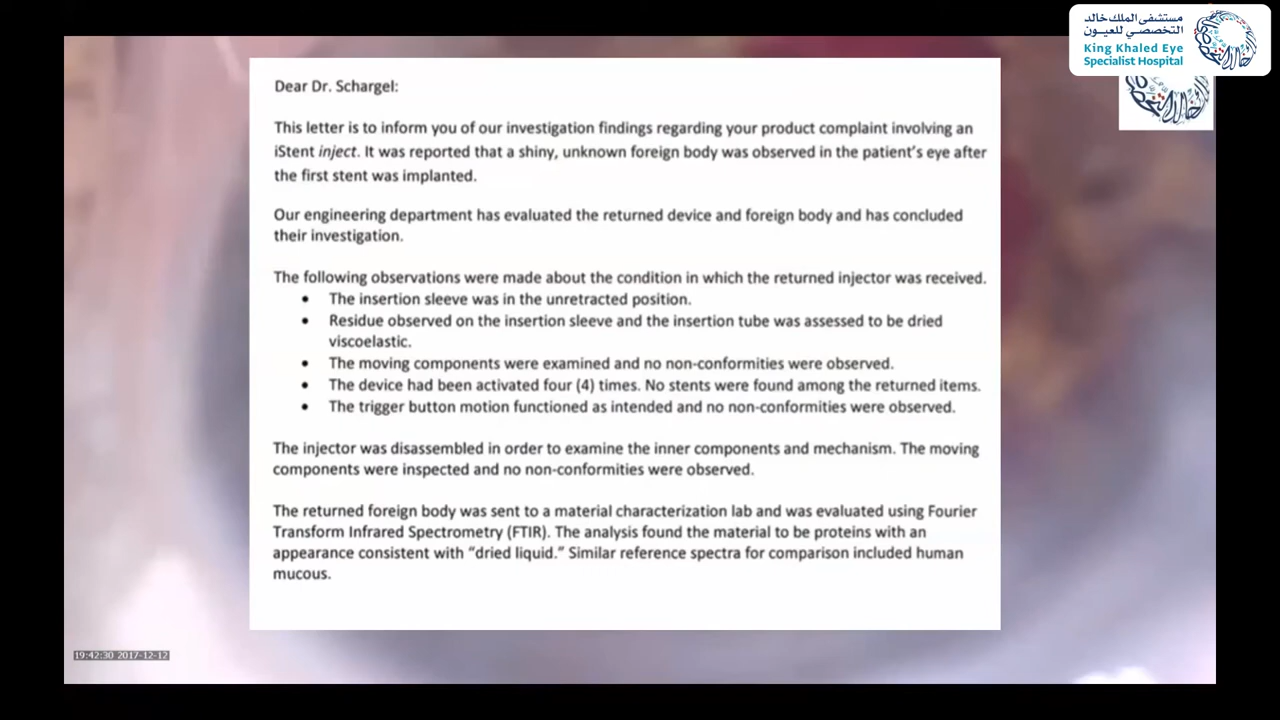 مستشفى الملك خالد
التخصصي للعيون
King Khaled Eye
Specialist Hospital
Dear Dr. Schargel:
This letter is to inform you of our investigation findings regarding your product complaint involving an
iStent inject. It was reported that a shiny, unknown foreign body was observed in the patient's eye after
the first stent was implanted.
Our engineering department has evaluated the returned device and foreign body and has concluded
their investigation.
The following observations were made about the condition in which the returned injector was received.
• The insertion sleeve was in the unretracted position.
• Residue observed on the insertion sleeve and the insertion tube was assessed to be dried
viscoelastic.
• The moving components were examined and no non-conformities were observed.
• The device had been activated four (4) times. No stents were found among the returned items.
• The trigger button motion functioned as intended and no non-conformities were observed.
The injector was disassembled in order to examine the inner components and mechanism. The moving
components were inspected and no non-conformities were observed.
The returned foreign body was sent to a material characterization lab and was evaluated using Fourier
Transform Infrared Spectrometry (FTIR). The analysis found the material to be proteins with an
appearance consistent with “dried liquid.” Similar reference spectra for comparison included human
mucous.
19:42:30 2017-12-12